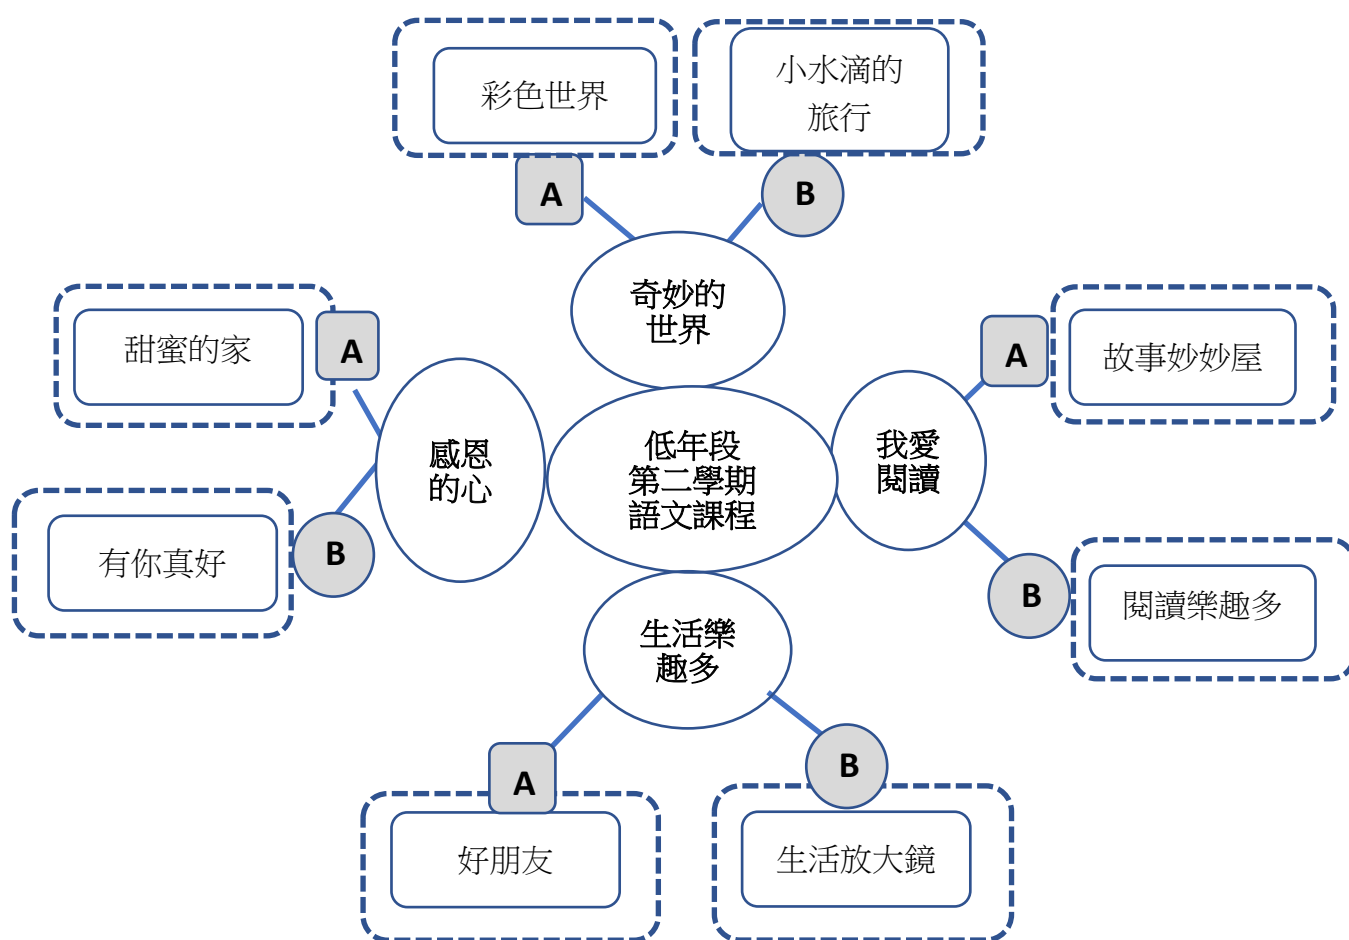 彩色世界
小水滴的
旅行
A
B
奇妙的
世界
甜蜜的家
A
A
故事妙妙屋
感恩
的心
低年段
第二學期
語文課程
我愛
閱讀
有你真好
B
B
閱讀樂趣多
生活樂
趣多
A
B
好朋友
生活放大鏡